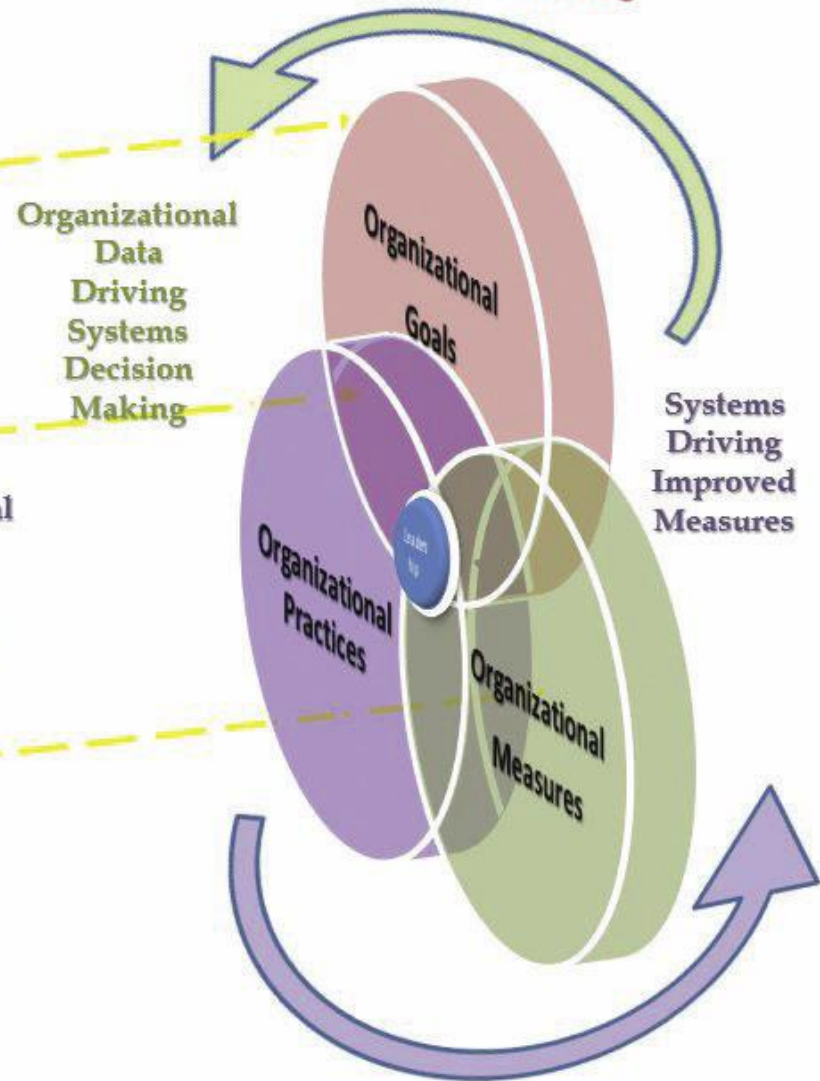 Organizational
Data
Driving
Systems
Decision
Making
Organizational
Goals
Systems
Driving
Improved
Measures
Organizational
Practices
Organizational
Measures